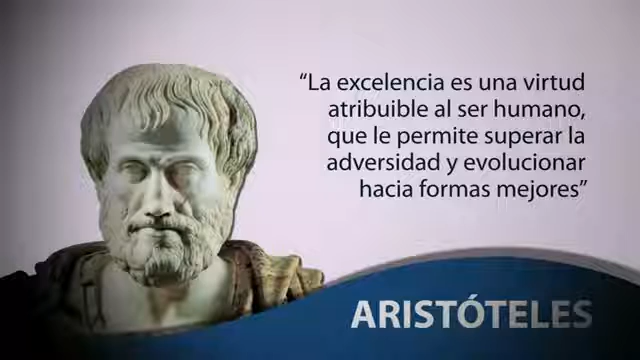 “La excelencia es una virtud
atribuible al ser humano,
que le permite superar la
adversidad y evolucionar
hacia formas mejores”
ARISTÓTELES